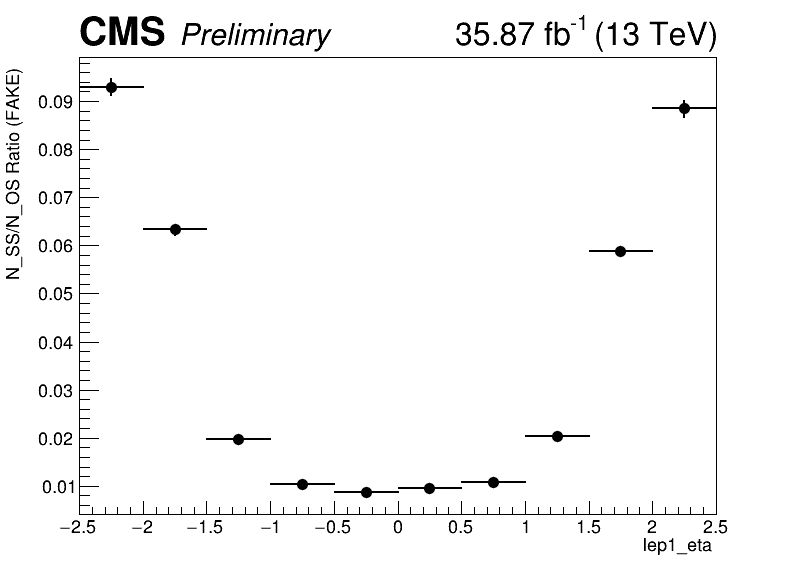 CMS Preliminary 35.87 fb⁻¹ (13 TeV)
N_SS/N_OS Ratio (FAKE)
0.09
0.08
0.07
0.06
0.05
0.04
0.03
0.02
0.01
−2.5 −2 −1.5 −1 −0.5 0 0.5 1 1.5 2 2.5
lep1_eta